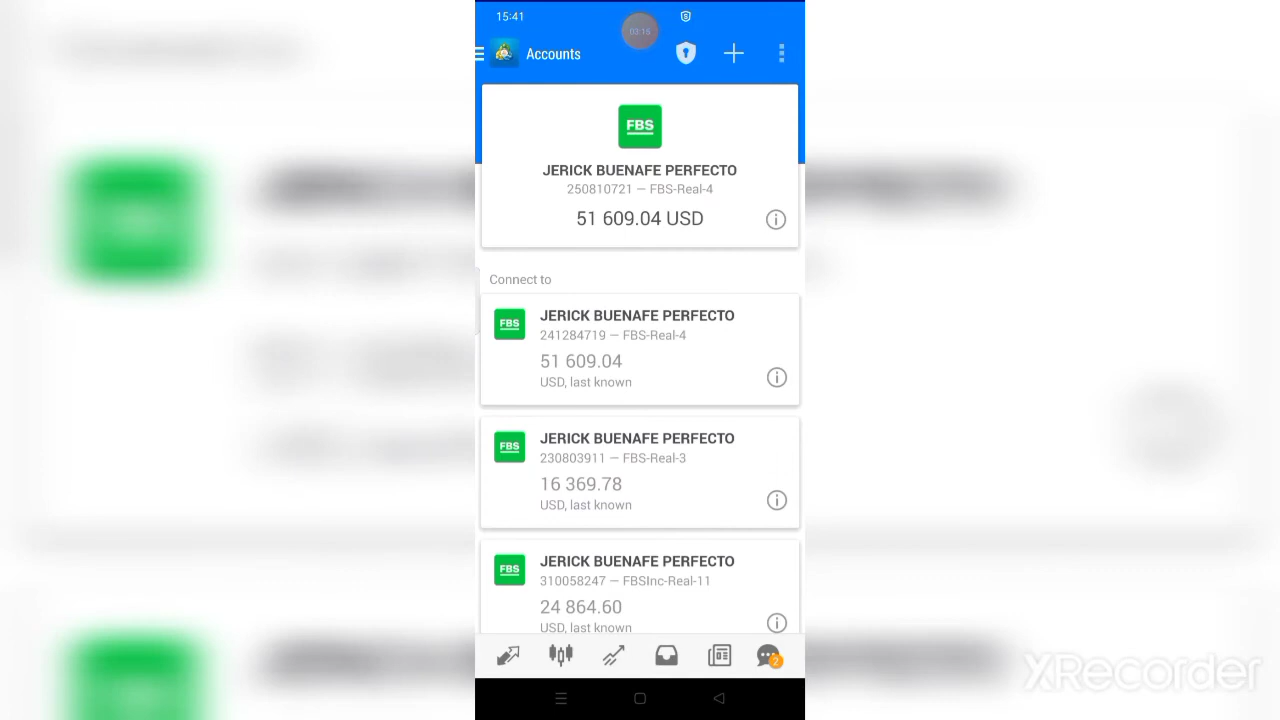 15:41
03:16
Accounts
FBS
JERICK BUENAFE PERFECTO
250810721 — FBS-Real-4
51 609.04 USD
Connect to
FBS
JERICK BUENAFE PERFECTO
241284719 — FBS-Real-4
51 609.04
USD, last known
FBS
JERICK BUENAFE PERFECTO
230803911 — FBS-Real-3
16 369.78
USD, last known
FBS
JERICK BUENAFE PERFECTO
310058247 — FBSInc-Real-11
24 864.60
USD, last known
2
XRecorder